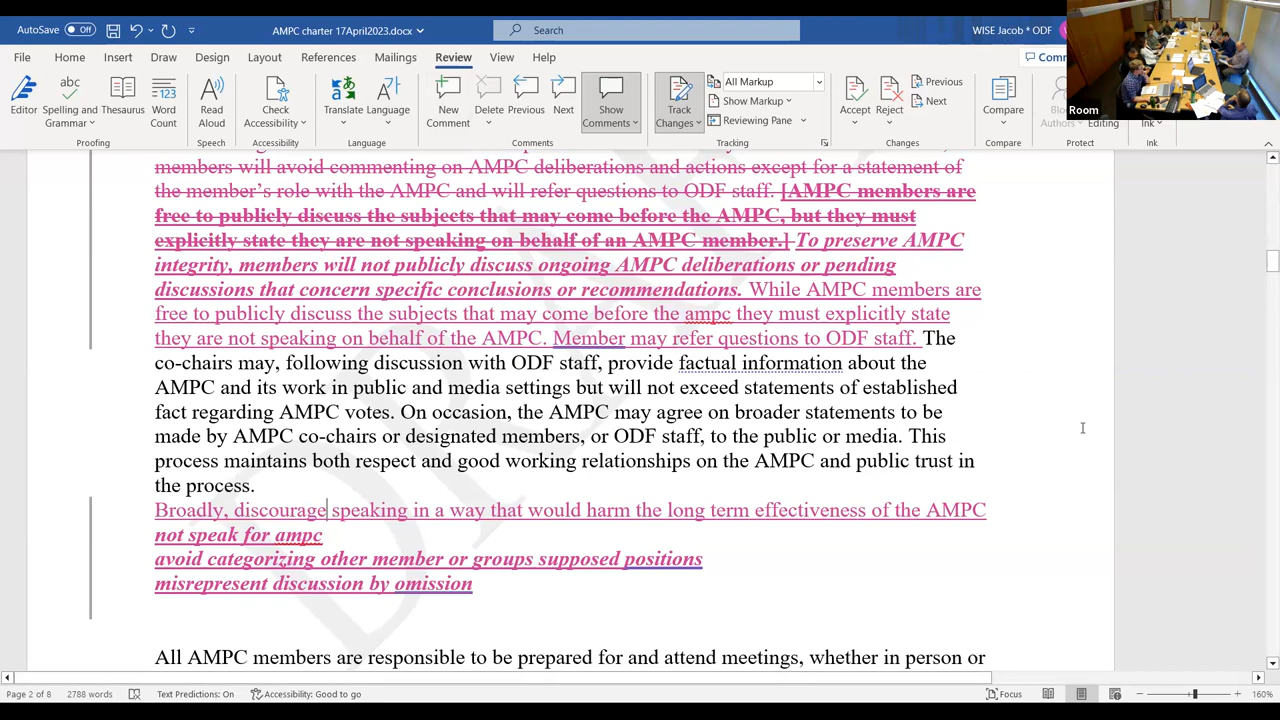 AutoSave Off AMPC charter 17April2023.docx Search WISE Jacob * ODF
File Home Insert Draw Design Layout References Mailings Review View Help Comm
Editor Spelling and Grammar Thesaurus Word Count Read Aloud Check Accessibility Translate Language New Comment Delete Previous Next Show Comments Track Changes All Markup Show Markup Reviewing Pane Accept Reject Previous Next Compare Block Authors Editing Ink
Proofing Speech Accessibility Language Comments Tracking Changes Compare Protect Ink
Room
members will avoid commenting on AMPC deliberations and actions except for a statement of
the member’s role with the AMPC and will refer questions to ODF staff. [AMPC members are
free to publicly discuss the subjects that may come before the AMPC, but they must
explicitly state they are not speaking on behalf of an AMPC member.] To preserve AMPC
integrity, members will not publicly discuss ongoing AMPC deliberations or pending
discussions that concern specific conclusions or recommendations. While AMPC members are
free to publicly discuss the subjects that may come before the ampc they must explicitly state
they are not speaking on behalf of the AMPC. Member may refer questions to ODF staff. The
co-chairs may, following discussion with ODF staff, provide factual information about the
AMPC and its work in public and media settings but will not exceed statements of established
fact regarding AMPC votes. On occasion, the AMPC may agree on broader statements to be
made by AMPC co-chairs or designated members, or ODF staff, to the public or media. This
process maintains both respect and good working relationships on the AMPC and public trust in
the process.
Broadly, discourage speaking in a way that would harm the long term effectiveness of the AMPC
not speak for ampc
avoid categorizing other member or groups supposed positions
misrepresent discussion by omission
All AMPC members are responsible to be prepared for and attend meetings, whether in person or
DRAFT
Page 2 of 8 2788 words Text Predictions: On Accessibility: Good to go Focus 160%